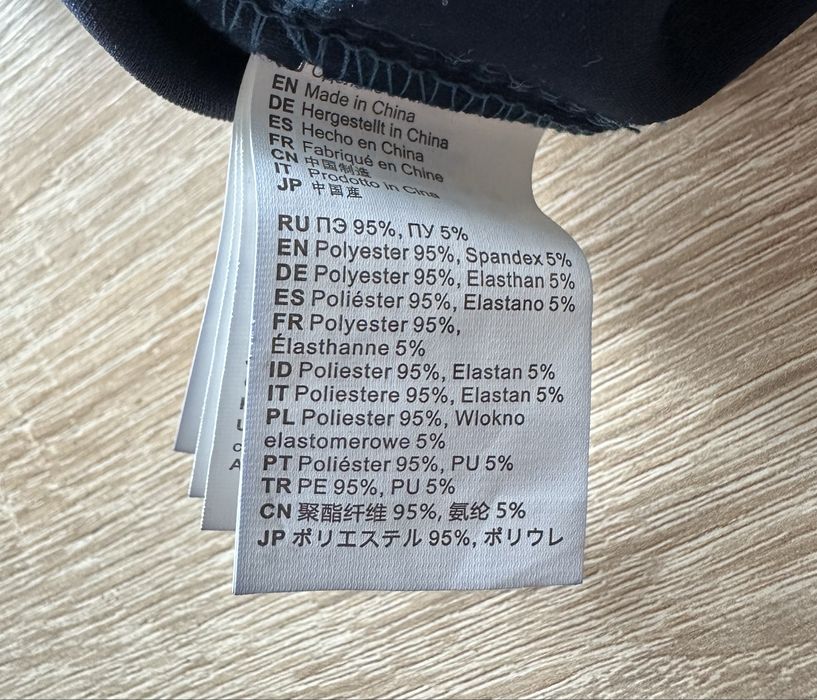 EN Made in China
DE Hergestellt in China
ES Hecho en China
FR Fabriqué en Chine
CN 中国制造
IT Prodotto in Cina
JP 中国産
RU ПЭ 95%, ПУ 5%
EN Polyester 95%, Spandex 5%
DE Polyester 95%, Elasthan 5%
ES Poliéster 95%, Elastano 5%
FR Polyester 95%,
Élasthanne 5%
ID Poliester 95%, Elastan 5%
IT Poliestere 95%, Elastan 5%
PL Poliester 95%, Wlokno
elastomerowe 5%
PT Poliéster 95%, PU 5%
TR PE 95%, PU 5%
CN 聚酯纤维 95%, 氨纶 5%
JP ポリエステル 95%, ポリウレ